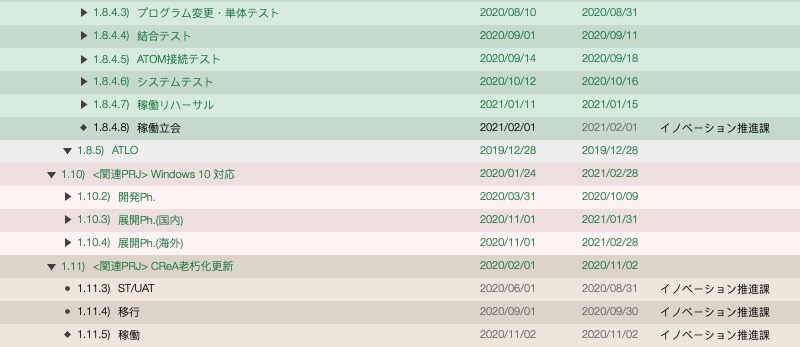 1.8.4.3) プログラム変更・単体テスト 2020/08/10 2020/08/31
1.8.4.4) 結合テスト 2020/09/01 2020/09/11
1.8.4.5) ATOM接続テスト 2020/09/14 2020/09/18
1.8.4.6) システムテスト 2020/10/12 2020/10/16
1.8.4.7) 稼働リハーサル 2021/01/11 2021/01/15
1.8.4.8) 稼働立会 2021/02/01 2021/02/01 イノベーション推進課
1.8.5) ATLO 2019/12/28 2019/12/28
1.10) <関連PRJ> Windows 10 対応 2020/01/24 2021/02/28
1.10.2) 開発Ph. 2020/03/31 2020/10/09
1.10.3) 展開Ph.(国内) 2020/11/01 2021/01/31
1.10.4) 展開Ph.(海外) 2020/11/01 2021/02/28
1.11) <関連PRJ> CReA老朽化更新 2020/02/01 2020/11/02
1.11.3) ST/UAT 2020/06/01 2020/08/31 イノベーション推進課
1.11.4) 移行 2020/09/01 2020/09/30 イノベーション推進課
1.11.5) 稼働 2020/11/02 2020/11/02 イノベーション推進課